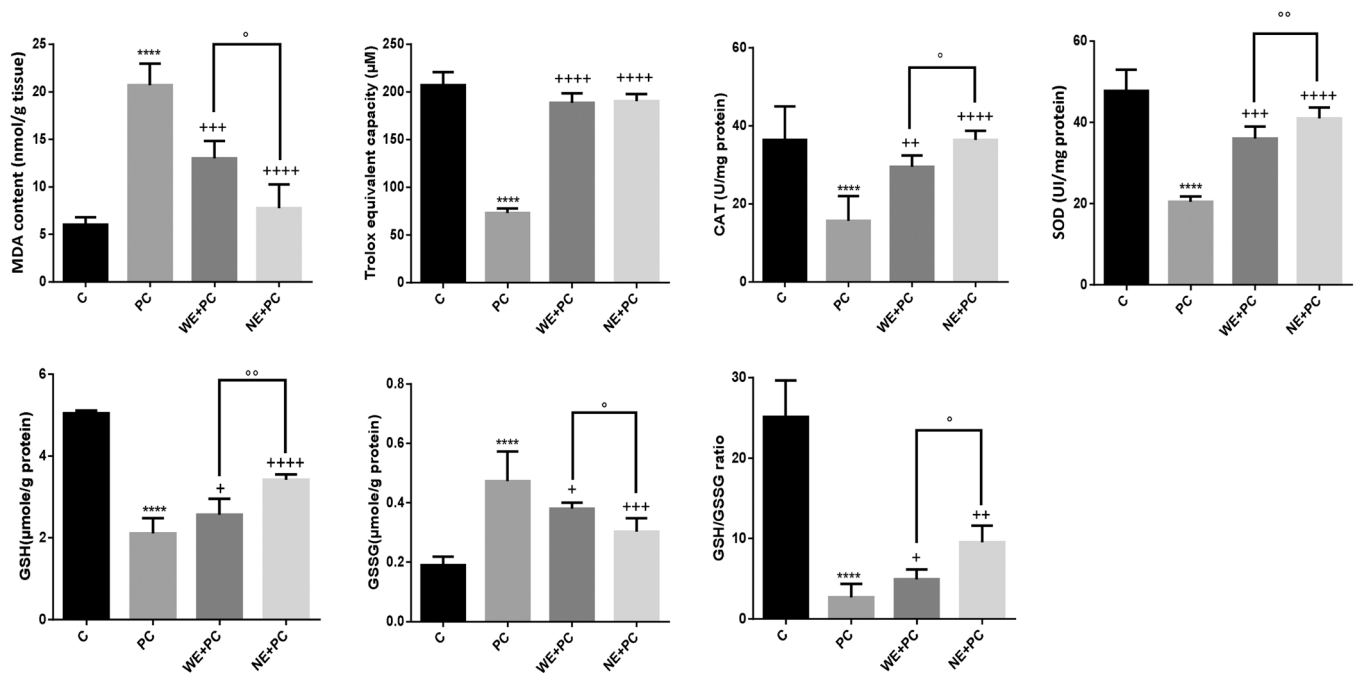 MDA content (nmol/g tissue)
25
20
15
10
5
0
****
+++
++++
°
C
PC
WE+PC
NE+PC
Trolox equivalent capacity (µM)
250
200
150
100
50
0
****
++++
++++
C
PC
WE+PC
NE+PC
CAT (U/mg protein)
60
40
20
0
****
++
++++
°
C
PC
WE+PC
NE+PC
SOD (UI/mg protein)
60
40
20
0
****
+++
++++
°°
C
PC
WE+PC
NE+PC
GSH(µmole/g protein)
6
4
2
0
****
+
++++
°°
C
PC
WE+PC
NE+PC
GSSG(µmole/g protein)
0.8
0.6
0.4
0.2
0.0
****
+
+++
°
C
PC
WE+PC
NE+PC
GSH/GSSG ratio
30
20
10
0
****
+
++
°
C
PC
WE+PC
NE+PC